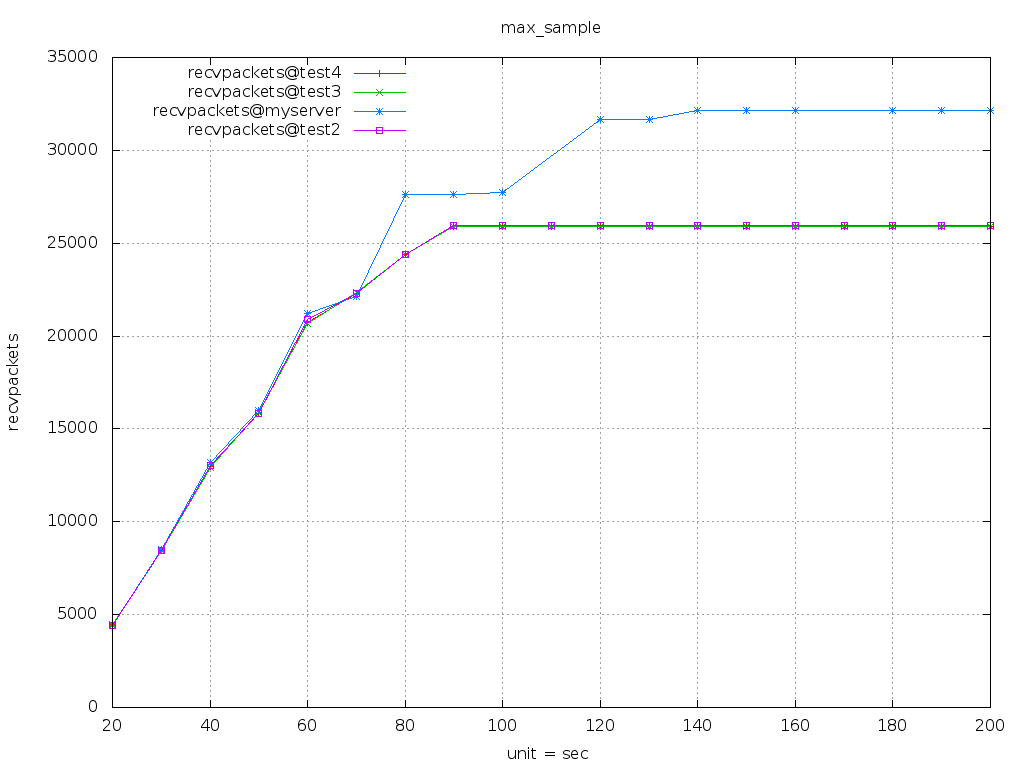 max_sample
35000
30000
25000
20000
15000
10000
5000
0
recvpackets@test4
recvpackets@test3
recvpackets@myserver
recvpackets@test2
recvpackets
20 40 60 80 100 120 140 160 180 200
unit = sec